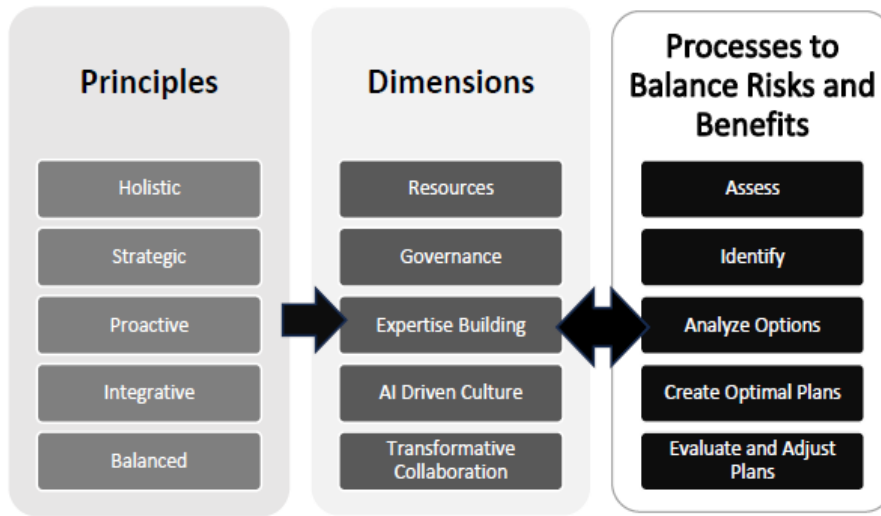 Principles
Holistic
Strategic
Proactive
Integrative
Balanced
Dimensions
Resources
Governance
Expertise Building
AI Driven Culture
Transformative
Collaboration
Processes to
Balance Risks and
Benefits
Assess
Identify
Analyze Options
Create Optimal Plans
Evaluate and Adjust
Plans